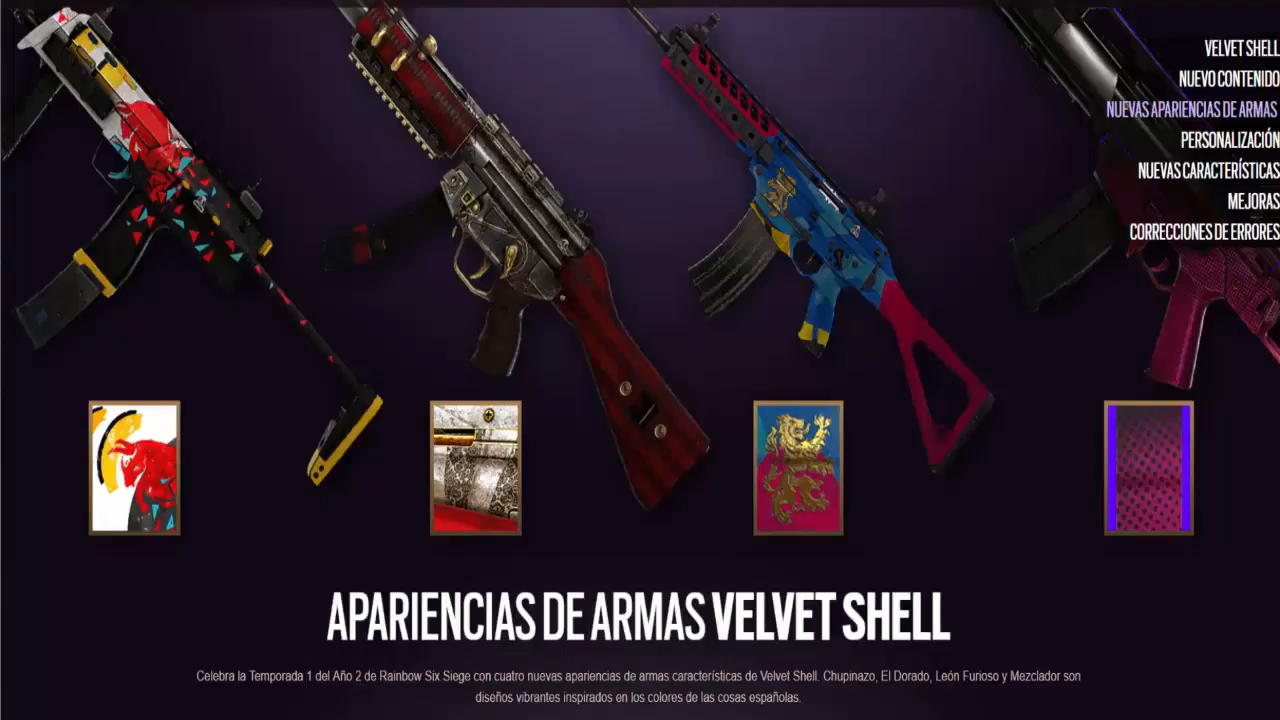 VELVET SHELL
NUEVO CONTENIDO
NUEVAS APARIENCIAS DE ARMAS
PERSONALIZACIÓN
NUEVAS CARACTERÍSTICAS
MEJORAS
CORRECCIONES DE ERRORES
APARIENCIAS DE ARMAS VELVET SHELL
Celebra la Temporada 1 del Año 2 de Rainbow Six Siege con cuatro nuevas apariencias de armas características de Velvet Shell. Chupinazo, El Dorado, León Furioso y Mezclador son
diseños vibrantes inspirados en los colores de las cosas españolas.